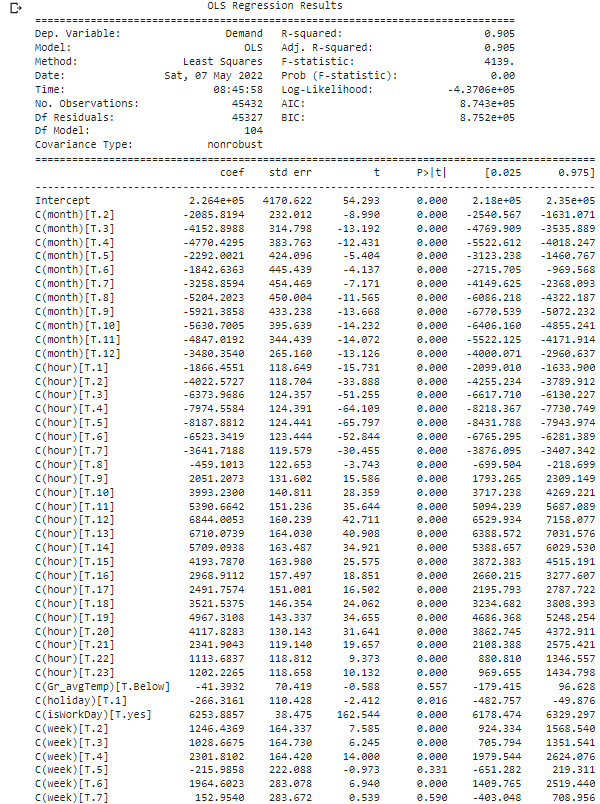 OLS Regression Results
==============================================================================
Dep. Variable: Demand R-squared: 0.905
Model: OLS Adj. R-squared: 0.905
Method: Least Squares F-statistic: 4139.
Date: Sat, 07 May 2022 Prob (F-statistic): 0.00
Time: 08:45:58 Log-Likelihood: -4.3706e+05
No. Observations: 45432 AIC: 8.743e+05
Df Residuals: 45327 BIC: 8.752e+05
Df Model: 104
Covariance Type: nonrobust
==============================================================================
coef std err t P>|t| [0.025 0.975]
------------------------------------------------------------------------------
Intercept 2.264e+05 4170.622 54.293 0.000 2.18e+05 2.35e+05
C(month)[T.2] -2085.8194 232.012 -8.990 0.000 -2540.567 -1631.071
C(month)[T.3] -4152.8988 314.798 -13.192 0.000 -4769.909 -3535.889
C(month)[T.4] -4770.4295 383.763 -12.431 0.000 -5522.612 -4018.247
C(month)[T.5] -2292.0021 424.096 -5.404 0.000 -3123.238 -1460.767
C(month)[T.6] -1842.6363 445.439 -4.137 0.000 -2715.705 -969.568
C(month)[T.7] -3258.8594 454.469 -7.171 0.000 -4149.625 -2368.093
C(month)[T.8] -5204.2023 450.004 -11.565 0.000 -6086.218 -4322.187
C(month)[T.9] -5921.3858 433.238 -13.668 0.000 -6770.539 -5072.232
C(month)[T.10] -5630.7005 395.639 -14.232 0.000 -6406.160 -4855.241
C(month)[T.11] -4847.0192 344.439 -14.072 0.000 -5522.125 -4171.914
C(month)[T.12] -3480.3540 265.160 -13.126 0.000 -4000.071 -2960.637
C(hour)[T.1] -1866.4551 118.649 -15.731 0.000 -2099.010 -1633.900
C(hour)[T.2] -4022.5727 118.704 -33.888 0.000 -4255.234 -3789.912
C(hour)[T.3] -6373.9686 124.357 -51.255 0.000 -6617.710 -6130.227
C(hour)[T.4] -7974.5584 124.391 -64.109 0.000 -8218.367 -7730.749
C(hour)[T.5] -8187.8812 124.441 -65.797 0.000 -8431.788 -7943.974
C(hour)[T.6] -6523.3419 123.444 -52.844 0.000 -6765.295 -6281.389
C(hour)[T.7] -3641.7188 119.579 -30.455 0.000 -3876.095 -3407.342
C(hour)[T.8] -459.1013 122.653 -3.743 0.000 -699.504 -218.699
C(hour)[T.9] 2051.2073 131.602 15.586 0.000 1793.265 2309.149
C(hour)[T.10] 3993.2300 140.811 28.359 0.000 3717.238 4269.221
C(hour)[T.11] 5390.6642 151.236 35.644 0.000 5094.239 5687.089
C(hour)[T.12] 6844.0053 160.239 42.711 0.000 6529.934 7158.077
C(hour)[T.13] 6710.0739 164.030 40.908 0.000 6388.572 7031.576
C(hour)[T.14] 5709.0938 163.487 34.921 0.000 5388.657 6029.530
C(hour)[T.15] 4193.7870 163.980 25.575 0.000 3872.383 4515.191
C(hour)[T.16] 2968.9112 157.497 18.851 0.000 2660.215 3277.607
C(hour)[T.17] 2491.7574 151.001 16.502 0.000 2195.793 2787.722
C(hour)[T.18] 3521.5375 146.354 24.062 0.000 3234.682 3808.393
C(hour)[T.19] 4967.3108 143.337 34.655 0.000 4686.368 5248.254
C(hour)[T.20] 4117.8283 130.143 31.641 0.000 3862.745 4372.911
C(hour)[T.21] 2341.9043 119.140 19.657 0.000 2108.388 2575.421
C(hour)[T.22] 1113.6837 118.812 9.373 0.000 880.810 1346.557
C(hour)[T.23] 1202.2265 118.658 10.132 0.000 969.655 1434.798
C(Gr_avgTemp)[T.Below] -41.3932 70.419 -0.588 0.557 -179.415 96.628
C(holiday)[T.1] -266.3161 110.428 -2.412 0.016 -482.757 -49.876
C(isWorkDay)[T.yes] 6253.8857 38.475 162.544 0.000 6178.474 6329.297
C(week)[T.2] 1246.4369 164.337 7.585 0.000 924.334 1568.540
C(week)[T.3] 1028.6675 164.730 6.245 0.000 705.794 1351.541
C(week)[T.4] 2301.8102 164.420 14.000 0.000 1979.544 2624.076
C(week)[T.5] -215.9858 222.088 -0.973 0.331 -651.282 219.311
C(week)[T.6] 1964.6023 283.078 6.940 0.000 1409.765 2519.440
C(week)[T.7] 152.9540 283.672 0.539 0.590 -403.048 708.956